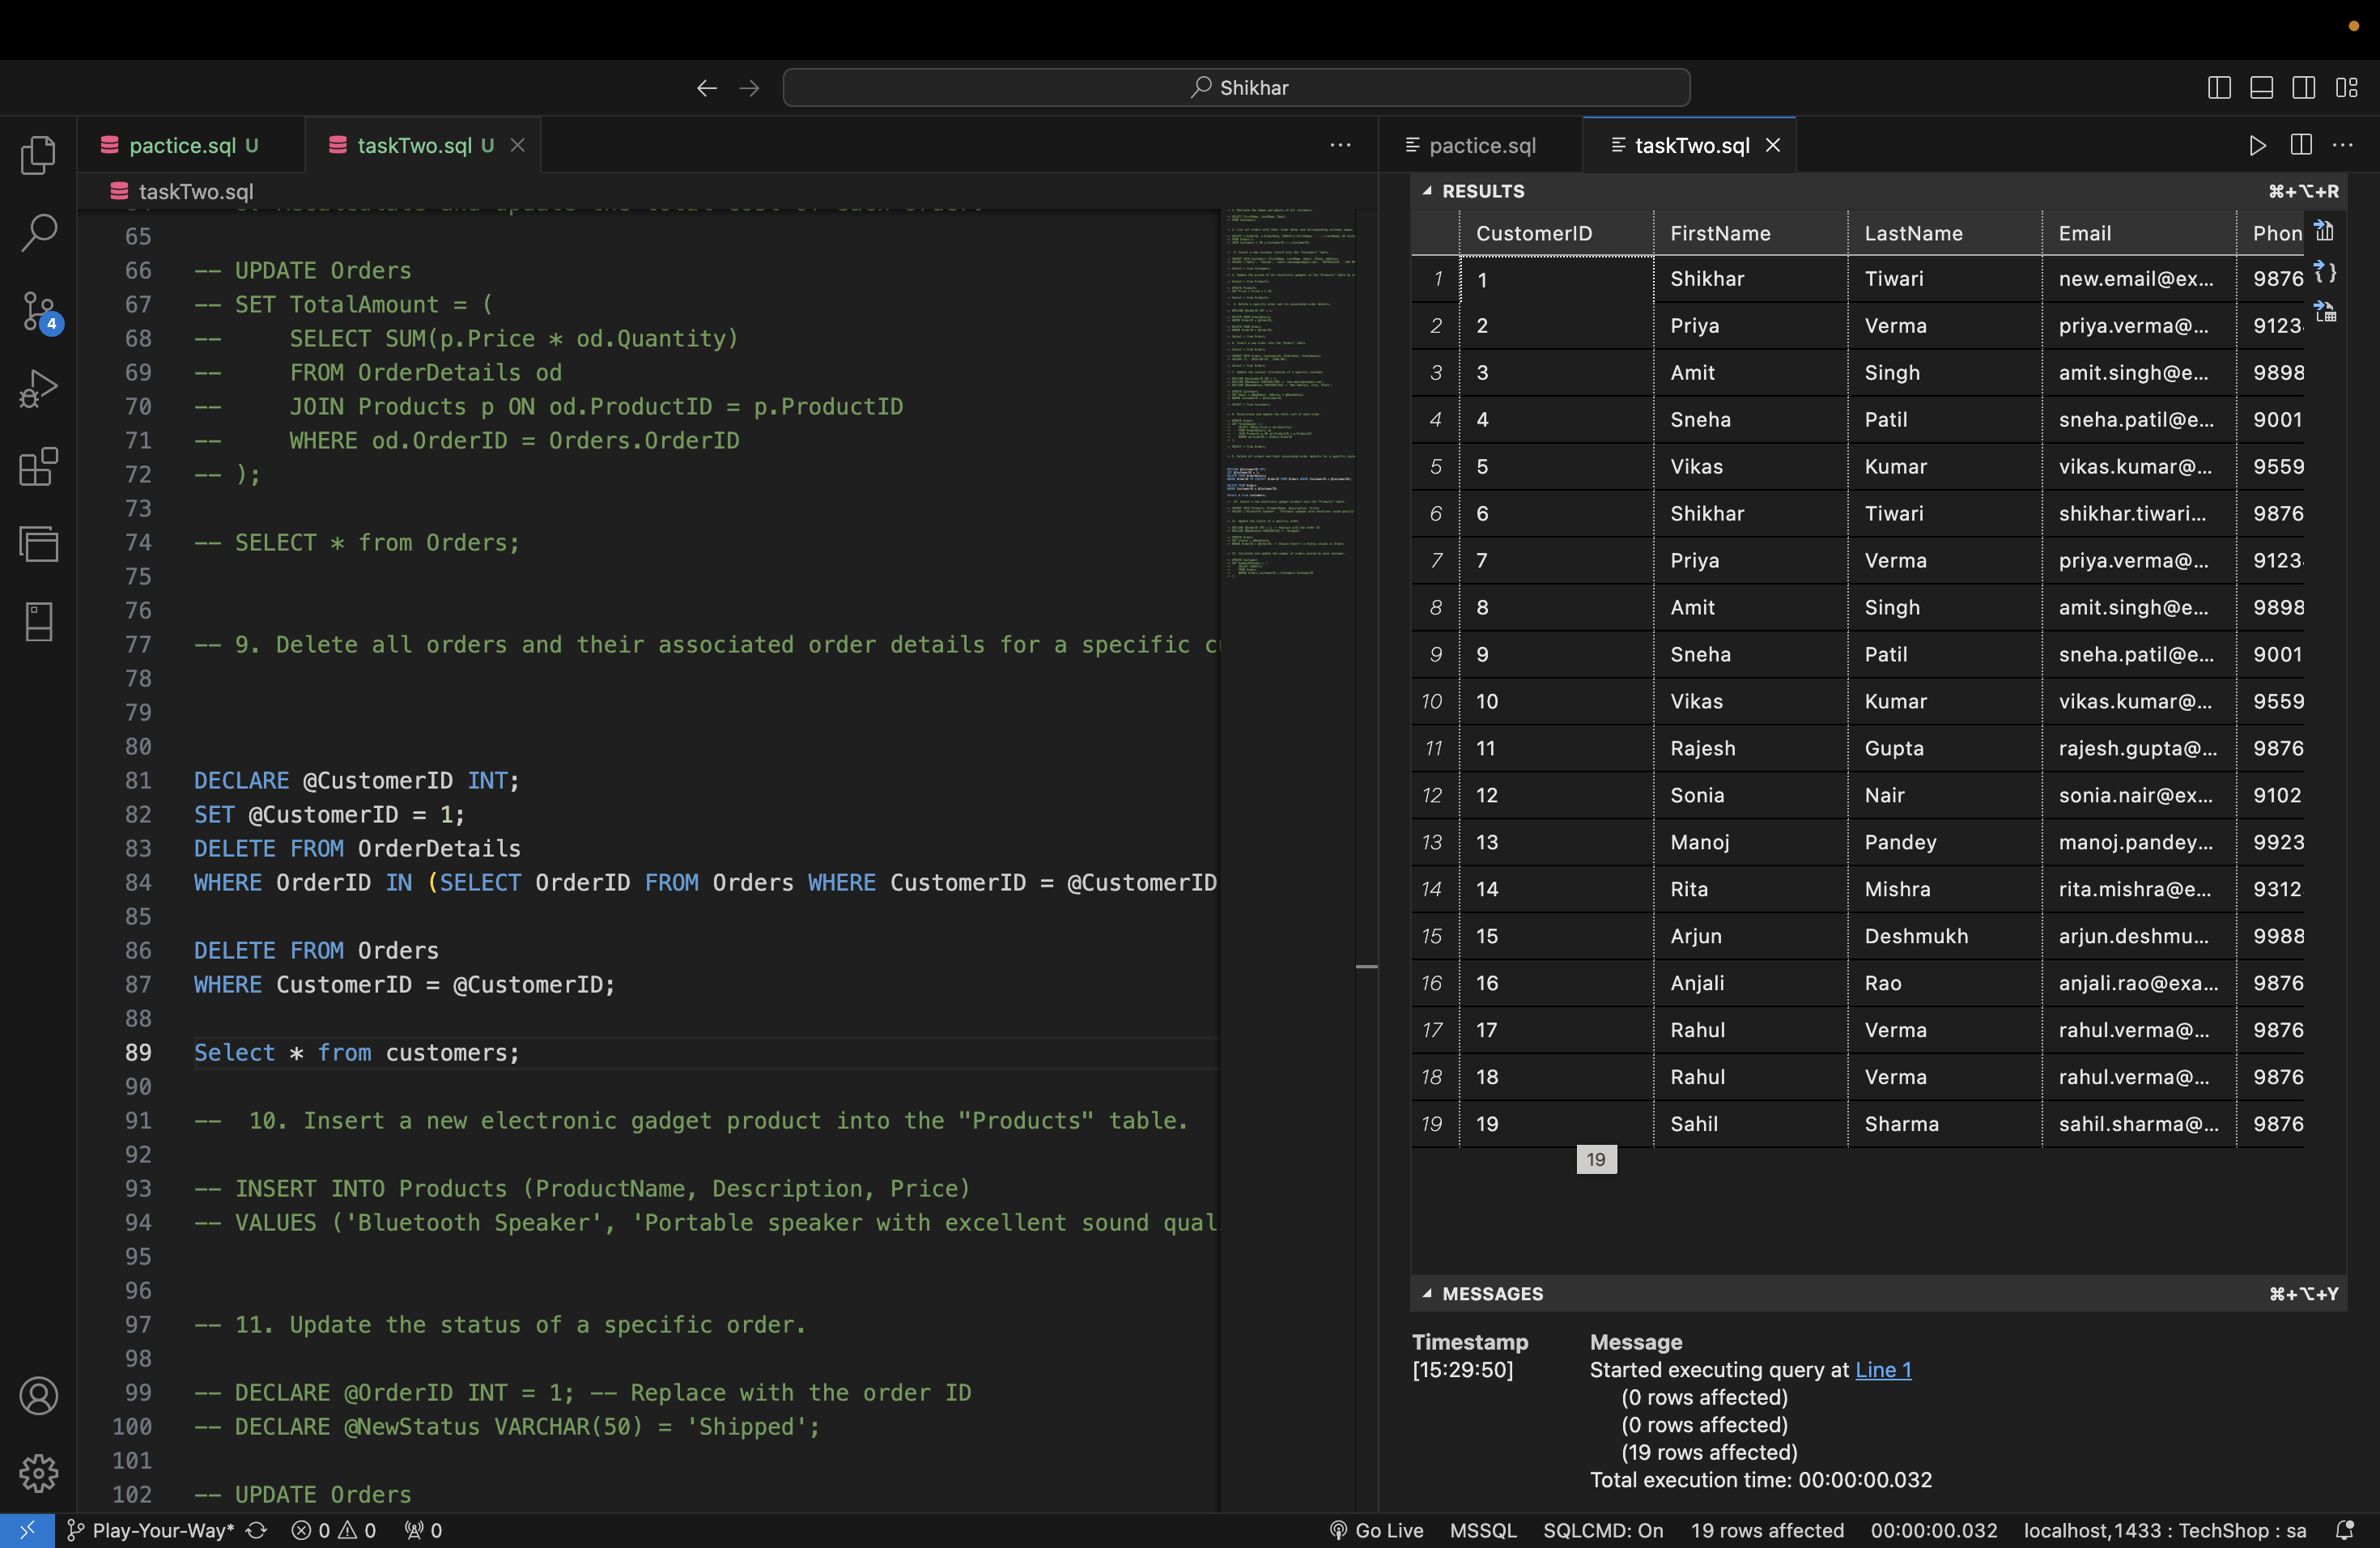 Shikhar
pactice.sql U
taskTwo.sql U
pactice.sql
taskTwo.sql
taskTwo.sql
65
66 -- UPDATE Orders
67 -- SET TotalAmount = (
68 --     SELECT SUM(p.Price * od.Quantity)
69 --     FROM OrderDetails od
70 --     JOIN Products p ON od.ProductID = p.ProductID
71 --     WHERE od.OrderID = Orders.OrderID
72 -- );
73
74 -- SELECT * from Orders;
75
76
77 -- 9. Delete all orders and their associated order details for a specific
78
79
80
81 DECLARE @CustomerID INT;
82 SET @CustomerID = 1;
83 DELETE FROM OrderDetails
84 WHERE OrderID IN (SELECT OrderID FROM Orders WHERE CustomerID = @CustomerID
85
86 DELETE FROM Orders
87 WHERE CustomerID = @CustomerID;
88
89 Select * from customers;
90
91 --  10. Insert a new electronic gadget product into the "Products" table.
92
93 -- INSERT INTO Products (ProductName, Description, Price)
94 -- VALUES ('Bluetooth Speaker', 'Portable speaker with excellent sound qual
95
96
97 -- 11. Update the status of a specific order.
98
99 -- DECLARE @OrderID INT = 1; -- Replace with the order ID
100 -- DECLARE @NewStatus VARCHAR(50) = 'Shipped';
101
102 -- UPDATE Orders
4
RESULTS ⌘+⌥+R
CustomerID FirstName LastName Email Phon
1 1 Shikhar Tiwari new.email@ex... 9876
2 2 Priya Verma priya.verma@... 9123
3 3 Amit Singh amit.singh@e... 9898
4 4 Sneha Patil sneha.patil@e... 9001
5 5 Vikas Kumar vikas.kumar@... 9559
6 6 Shikhar Tiwari shikhar.tiwari... 9876
7 7 Priya Verma priya.verma@... 9123
8 8 Amit Singh amit.singh@e... 9898
9 9 Sneha Patil sneha.patil@e... 9001
10 10 Vikas Kumar vikas.kumar@... 9559
11 11 Rajesh Gupta rajesh.gupta@... 9876
12 12 Sonia Nair sonia.nair@ex... 9102
13 13 Manoj Pandey manoj.pandey... 9923
14 14 Rita Mishra rita.mishra@e... 9312
15 15 Arjun Deshmukh arjun.deshmu... 9988
16 16 Anjali Rao anjali.rao@exa... 9876
17 17 Rahul Verma rahul.verma@... 9876
18 18 Rahul Verma rahul.verma@... 9876
19 19 Sahil Sharma sahil.sharma@... 9876
19
MESSAGES ⌘+⌥+Y
Timestamp Message
[15:29:50] Started executing query at Line 1
(0 rows affected)
(0 rows affected)
(19 rows affected)
Total execution time: 00:00:00.032
Play-Your-Way* 0 0 0 Go Live MSSQL SQLCMD: On 19 rows affected 00:00:00.032 localhost,1433 : TechShop : sa